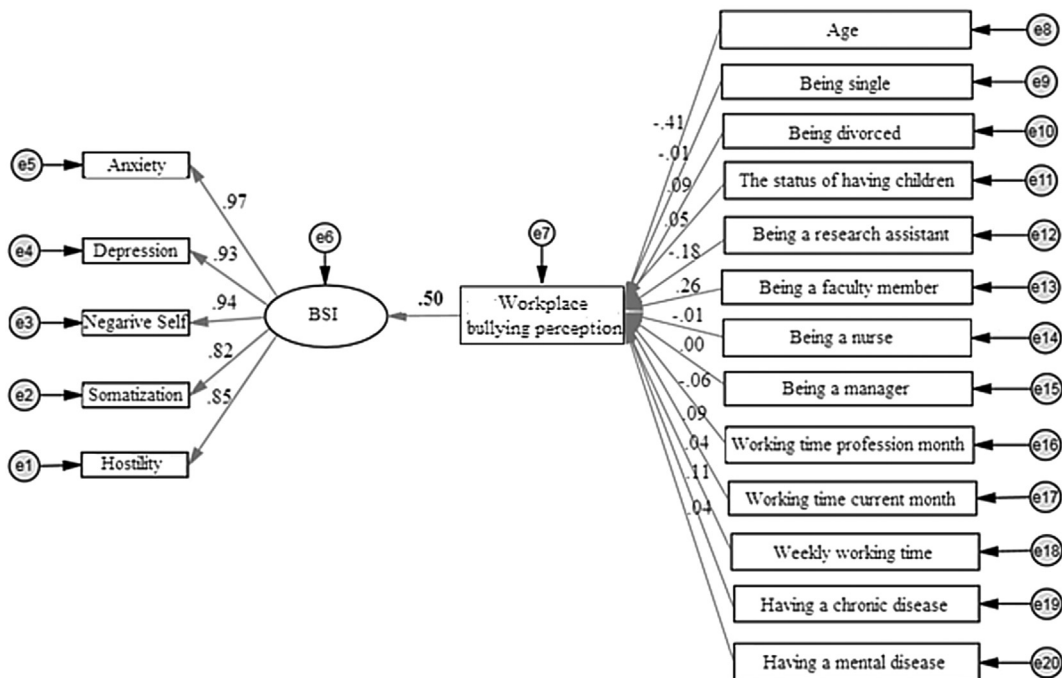 Age
e8
Being single
e9
Being divorced
e10
The status of having children
e11
Being a research assistant
e12
Being a faculty member
e13
Being a nurse
e14
Being a manager
e15
Working time profession month
e16
Working time current month
e17
Weekly working time
e18
Having a chronic disease
e19
Having a mental disease
e20
-.41
-.01
.09
.05
-.18
.26
-.01
.00
-.06
.09
.04
.11
.04
e7
Workplace
bullying perception
.50
e6
BSI
.97
.93
.94
.82
.85
e5
Anxiety
e4
Depression
e3
Negarive Self
e2
Somatization
e1
Hostility